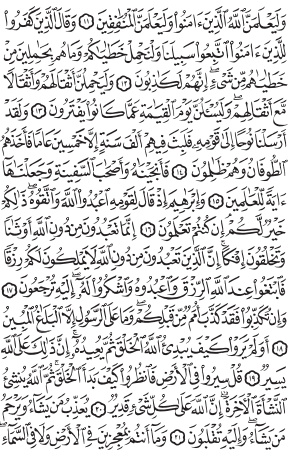 وَلَيَعْلَمَنَّ ٱللَّهُ ٱلَّذِينَ ءَامَنُوا۟ وَلَيَعْلَمَنَّ ٱلْمُنَـٰفِقِينَ ١١ وَقَالَ ٱلَّذِينَ كَفَرُوا۟
لِلَّذِينَ ءَامَنُوا۟ ٱتَّبِعُوا۟ سَبِيلَنَا وَلْنَحْمِلْ خَطَـٰيَـٰكُمْ وَمَا هُم بِحَـٰمِلِينَ مِنْ
خَطَـٰيَـٰهُم مِّن شَىْءٍ ۖ إِنَّهُمْ لَكَـٰذِبُونَ ١٢ وَلَيَحْمِلُنَّ أَثْقَالَهُمْ وَأَثْقَالًا
مَّعَ أَثْقَالِهِمْ ۖ وَلَيُسْـَٔلُنَّ يَوْمَ ٱلْقِيَـٰمَةِ عَمَّا كَانُوا۟ يَفْتَرُونَ ١٣ وَلَقَدْ
أَرْسَلْنَا نُوحًا إِلَىٰ قَوْمِهِۦ فَلَبِثَ فِيهِمْ أَلْفَ سَنَةٍ إِلَّا خَمْسِينَ عَامًا فَأَخَذَهُمُ
ٱلطُّوفَانُ وَهُمْ ظَـٰلِمُونَ ١٤ فَأَنجَيْنَـٰهُ وَأَصْحَـٰبَ ٱلسَّفِينَةِ وَجَعَلْنَـٰهَآ
ءَايَةً لِّلْعَـٰلَمِينَ ١٥ وَإِبْرَٰهِيمَ إِذْ قَالَ لِقَوْمِهِ ٱعْبُدُوا۟ ٱللَّهَ وَٱتَّقُوهُ ۖ ذَٰلِكُمْ
خَيْرٌ لَّكُمْ إِن كُنتُمْ تَعْلَمُونَ ١٦ إِنَّمَا تَعْبُدُونَ مِن دُونِ ٱللَّهِ أَوْثَـٰنًا
وَتَخْلُقُونَ إِفْكًا ۚ إِنَّ ٱلَّذِينَ تَعْبُدُونَ مِن دُونِ ٱللَّهِ لَا يَمْلِكُونَ لَكُمْ رِزْقًا
فَٱبْتَغُوا۟ عِندَ ٱللَّهِ ٱلرِّزْقَ وَٱعْبُدُوهُ وَٱشْكُرُوا۟ لَهُۥٓ ۖ إِلَيْهِ تُرْجَعُونَ ١٧
وَإِن تُكَذِّبُوا۟ فَقَدْ كَذَّبَ أُمَمٌ مِّن قَبْلِكُمْ ۖ وَمَا عَلَى ٱلرَّسُولِ إِلَّا ٱلْبَلَـٰغُ ٱلْمُبِينُ
١٨ أَوَلَمْ يَرَوْا۟ كَيْفَ يُبْدِئُ ٱللَّهُ ٱلْخَلْقَ ثُمَّ يُعِيدُهُۥٓ ۚ إِنَّ ذَٰلِكَ عَلَى ٱللَّهِ
يَسِيرٌ ١٩ قُلْ سِيرُوا۟ فِى ٱلْأَرْضِ فَٱنظُرُوا۟ كَيْفَ بَدَأَ ٱلْخَلْقَ ۚ ثُمَّ ٱللَّهُ يُنشِئُ
ٱلنَّشْأَةَ ٱلْـَٔاخِرَةَ ۚ إِنَّ ٱللَّهَ عَلَىٰ كُلِّ شَىْءٍ قَدِيرٌ ٢٠ يُعَذِّبُ مَن يَشَآءُ وَيَرْحَمُ
مَن يَشَآءُ ۖ وَإِلَيْهِ تُقْلَبُونَ ٢١ وَمَآ أَنتُم بِمُعْجِزِينَ فِى ٱلْأَرْضِ وَلَا فِى ٱلسَّمَآءِ ۖ